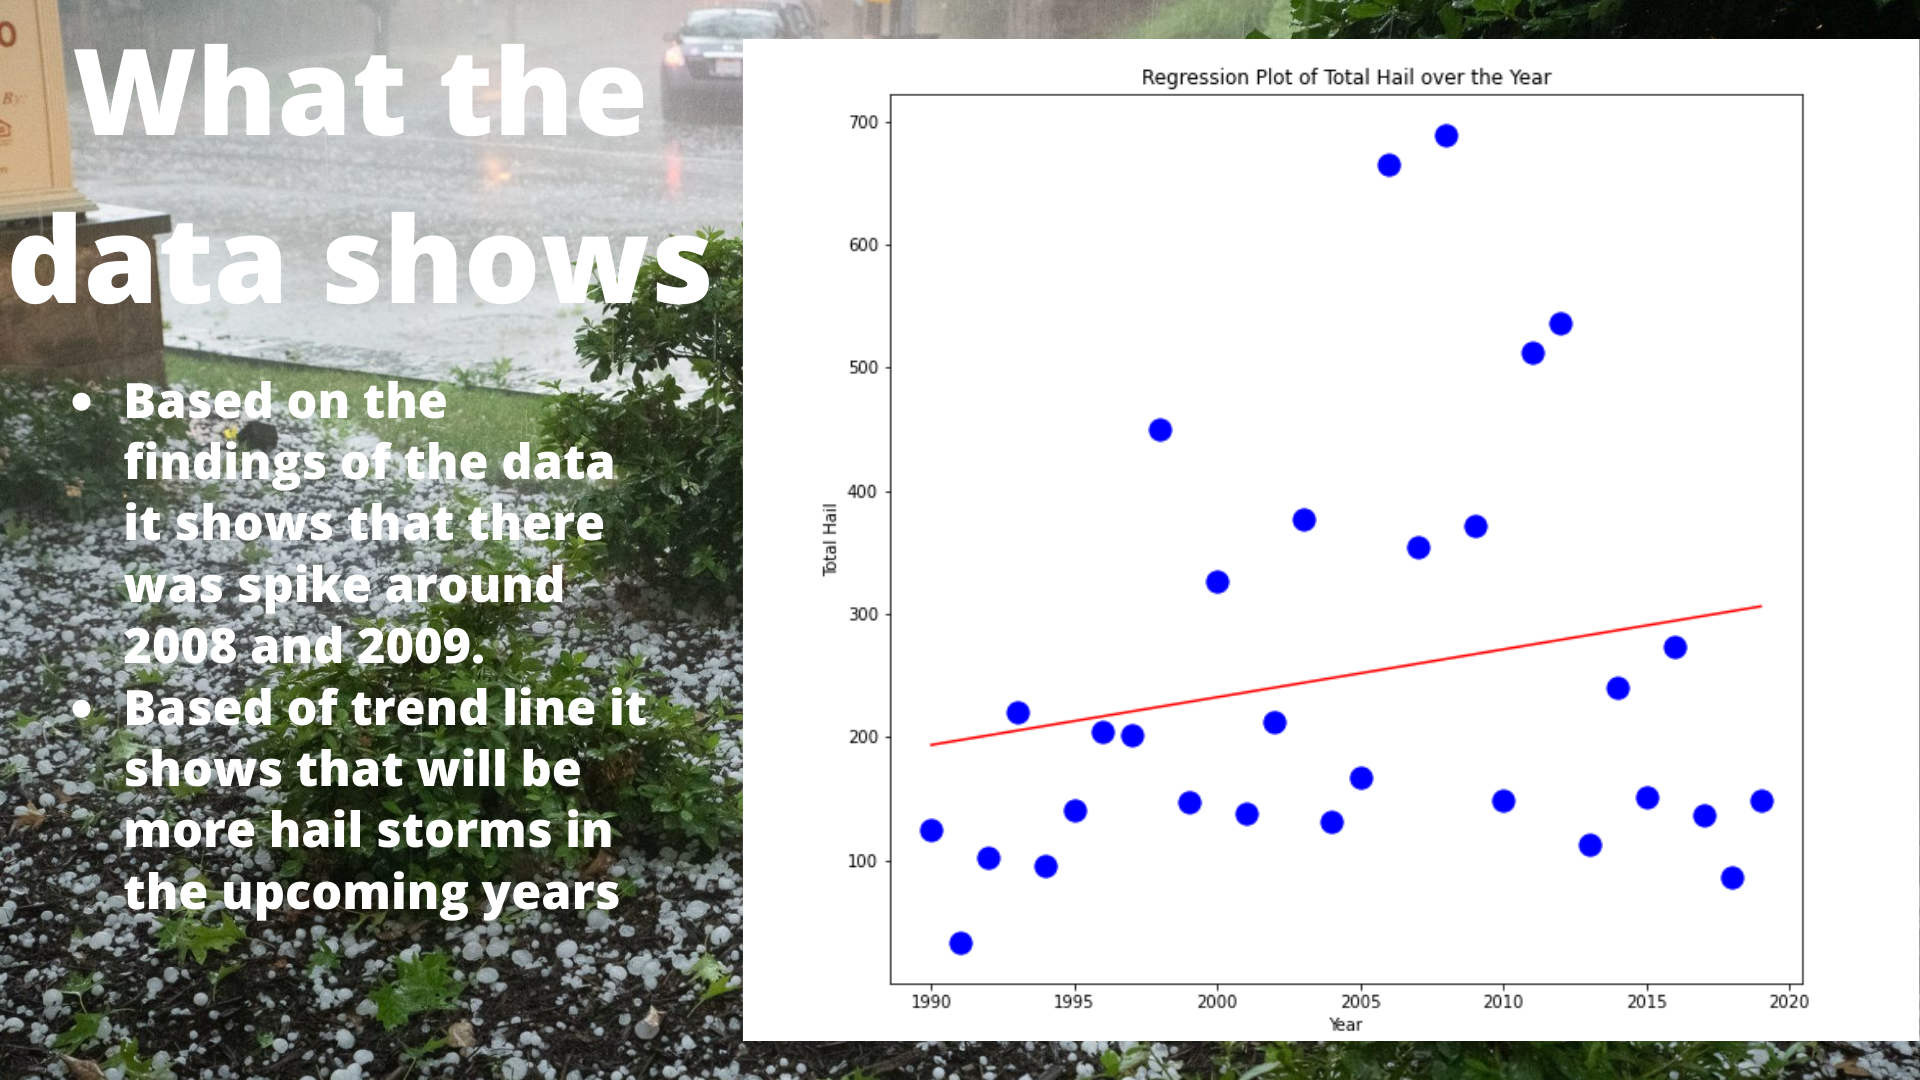 What the
data shows
Based on the
findings of the data
it shows that there
was spike around
2008 and 2009.
Based of trend line it
shows that will be
more hail storms in
the upcoming years
Regression Plot of Total Hail over the Year
700
600
500
400
300
200
100
Total Hail
1990 1995 2000 2005 2010 2015 2020
Year
0
By: